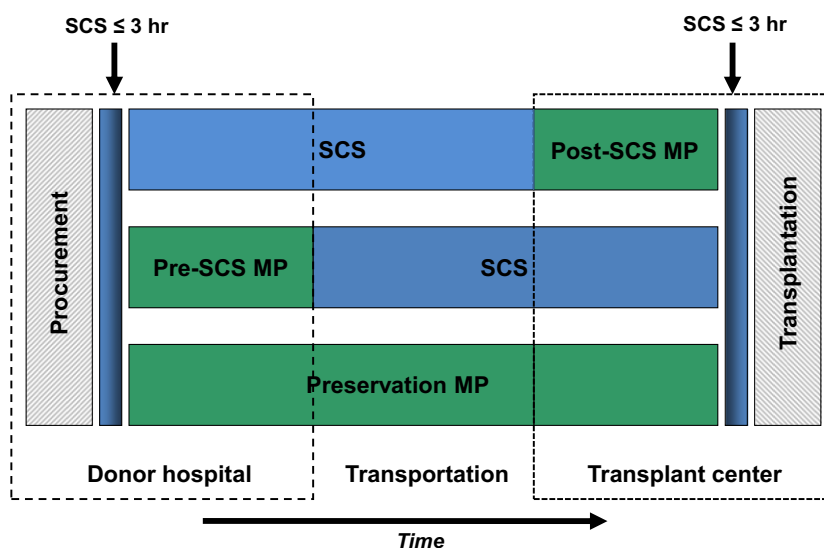 SCS ≤ 3 hr
SCS ≤ 3 hr
Procurement
SCS
Post-SCS MP
Pre-SCS MP
SCS
Preservation MP
Transplantation
Donor hospital
Transportation
Transplant center
Time